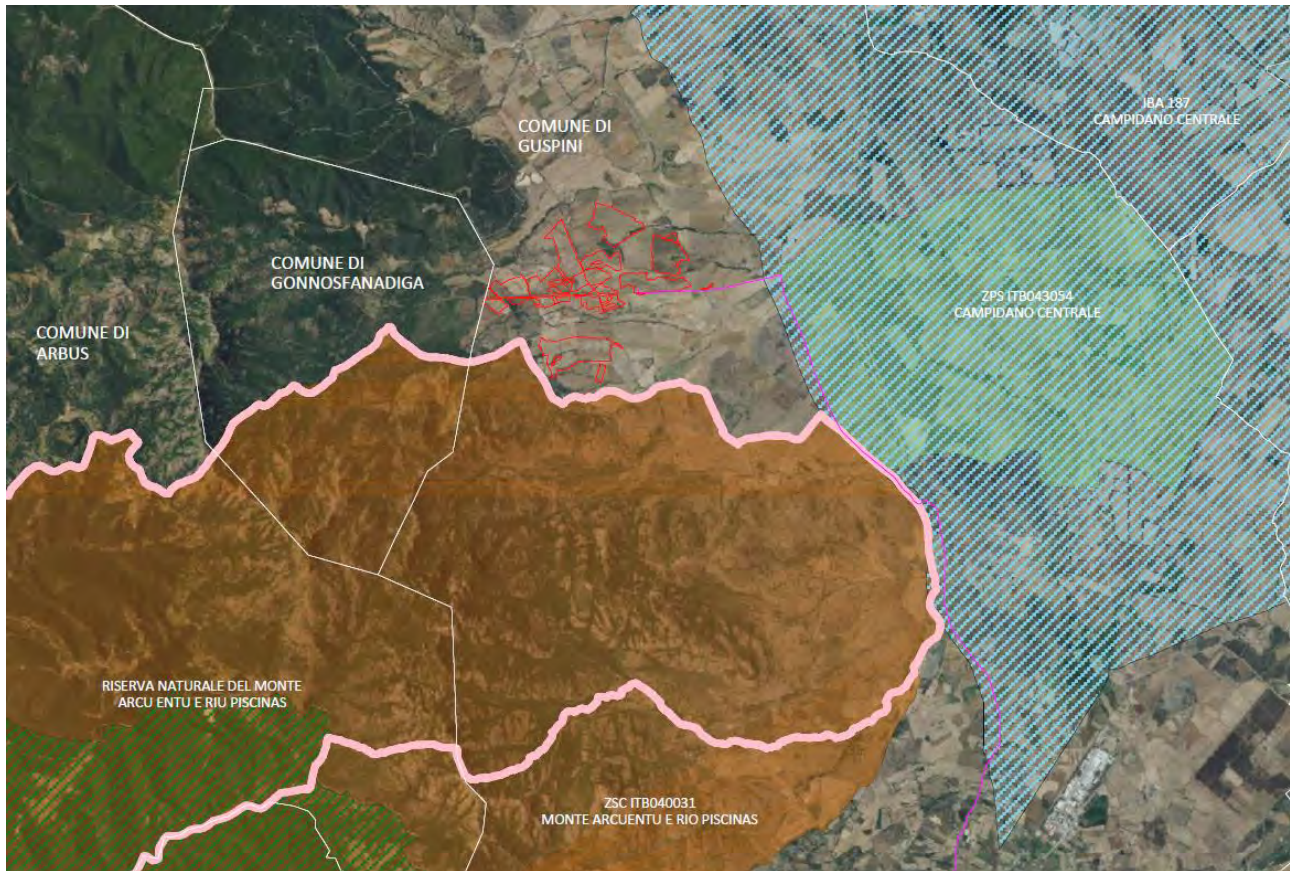 IBA 187
CAMPIDANO CENTRALE
COMUNE DI
GUSPINI
COMUNE DI
GONNOSFANADIGA
ZPS ITB043054
CAMPIDANO CENTRALE
COMUNE DI
ARBUS
RISERVA NATURALE DEL MONTE
ARCU ENTU E RIU PISCINAS
ZSC ITB040031
MONTE ARCUENTU E RIO PISCINAS